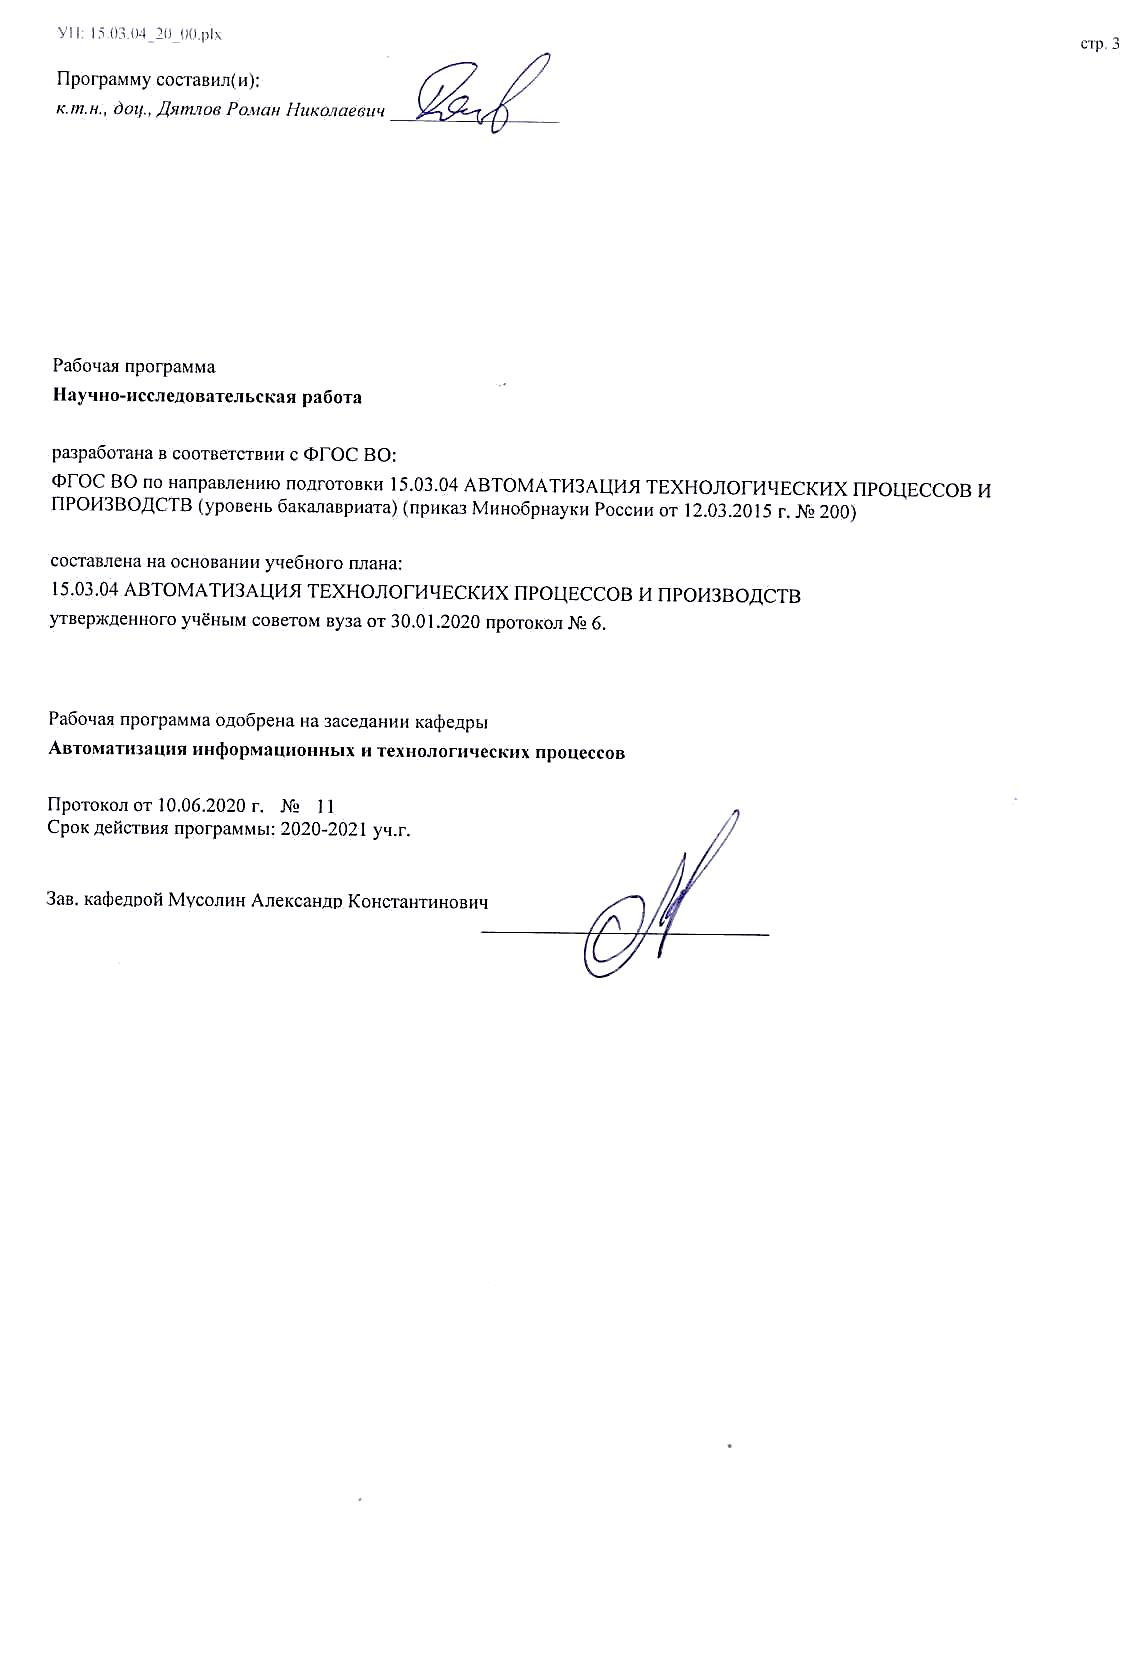 УП: 15.03.04_20_00.plx
стр. 3
Программу составил(и):
к.т.н., доц., Дятлов Роман Николаевич
Рабочая программа
Научно-исследовательская работа
разработана в соответствии с ФГОС ВО:
ФГОС ВО по направлению подготовки 15.03.04 АВТОМАТИЗАЦИЯ ТЕХНОЛОГИЧЕСКИХ ПРОЦЕССОВ И
ПРОИЗВОДСТВ (уровень бакалавриата) (приказ Минобрнауки России от 12.03.2015 г. № 200)
составлена на основании учебного плана:
15.03.04 АВТОМАТИЗАЦИЯ ТЕХНОЛОГИЧЕСКИХ ПРОЦЕССОВ И ПРОИЗВОДСТВ
утвержденного учёным советом вуза от 30.01.2020 протокол № 6.
Рабочая программа одобрена на заседании кафедры
Автоматизация информационных и технологических процессов
Протокол от 10.06.2020 г. № 11
Срок действия программы: 2020-2021 уч.г.
Зав. кафедрой Мусолин Александр Константинович